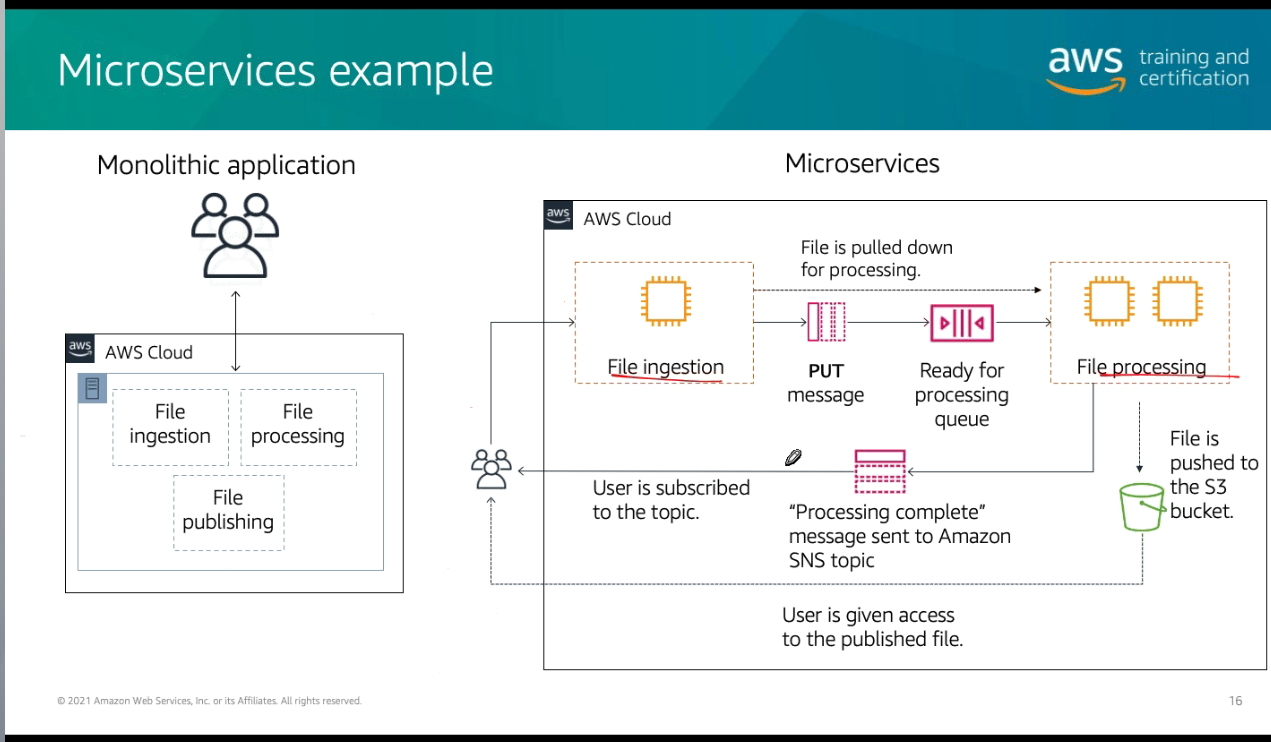 Microservices example
aws training and
certification
Monolithic application
aws
AWS Cloud
File
ingestion
File
processing
File
publishing
Microservices
aws
AWS Cloud
File is pulled down
for processing.
File ingestion
PUT
message
Ready for
processing
queue
File processing
File is
pushed to
the S3
bucket.
User is subscribed
to the topic.
“Processing complete”
message sent to Amazon
SNS topic
User is given access
to the published file.
© 2021 Amazon Web Services, Inc. or its Affiliates. All rights reserved.
16